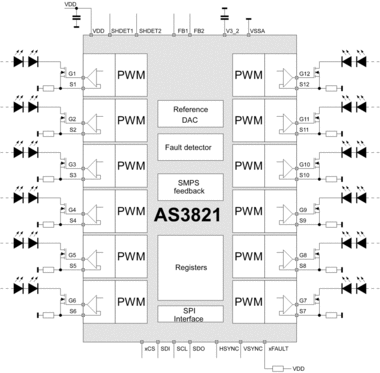 VDD
VDD SHDET1 SHDET2 FB1 FB2 V3_2 VSSA
G1 PWM PWM G12
S1 S12
Reference
DAC
G2 PWM PWM G11
S2 S11
Fault detector
G3 PWM PWM G10
S3 S10
SMPS
feedback
G4 PWM AS3821 PWM G9
S4 S9
G5 PWM PWM G8
S5 S8
Registers
G6 PWM PWM G7
S6 S7
SPI
Interface
xCS SDI SCL SDO HSYNC VSYNC xFAULT
VDD